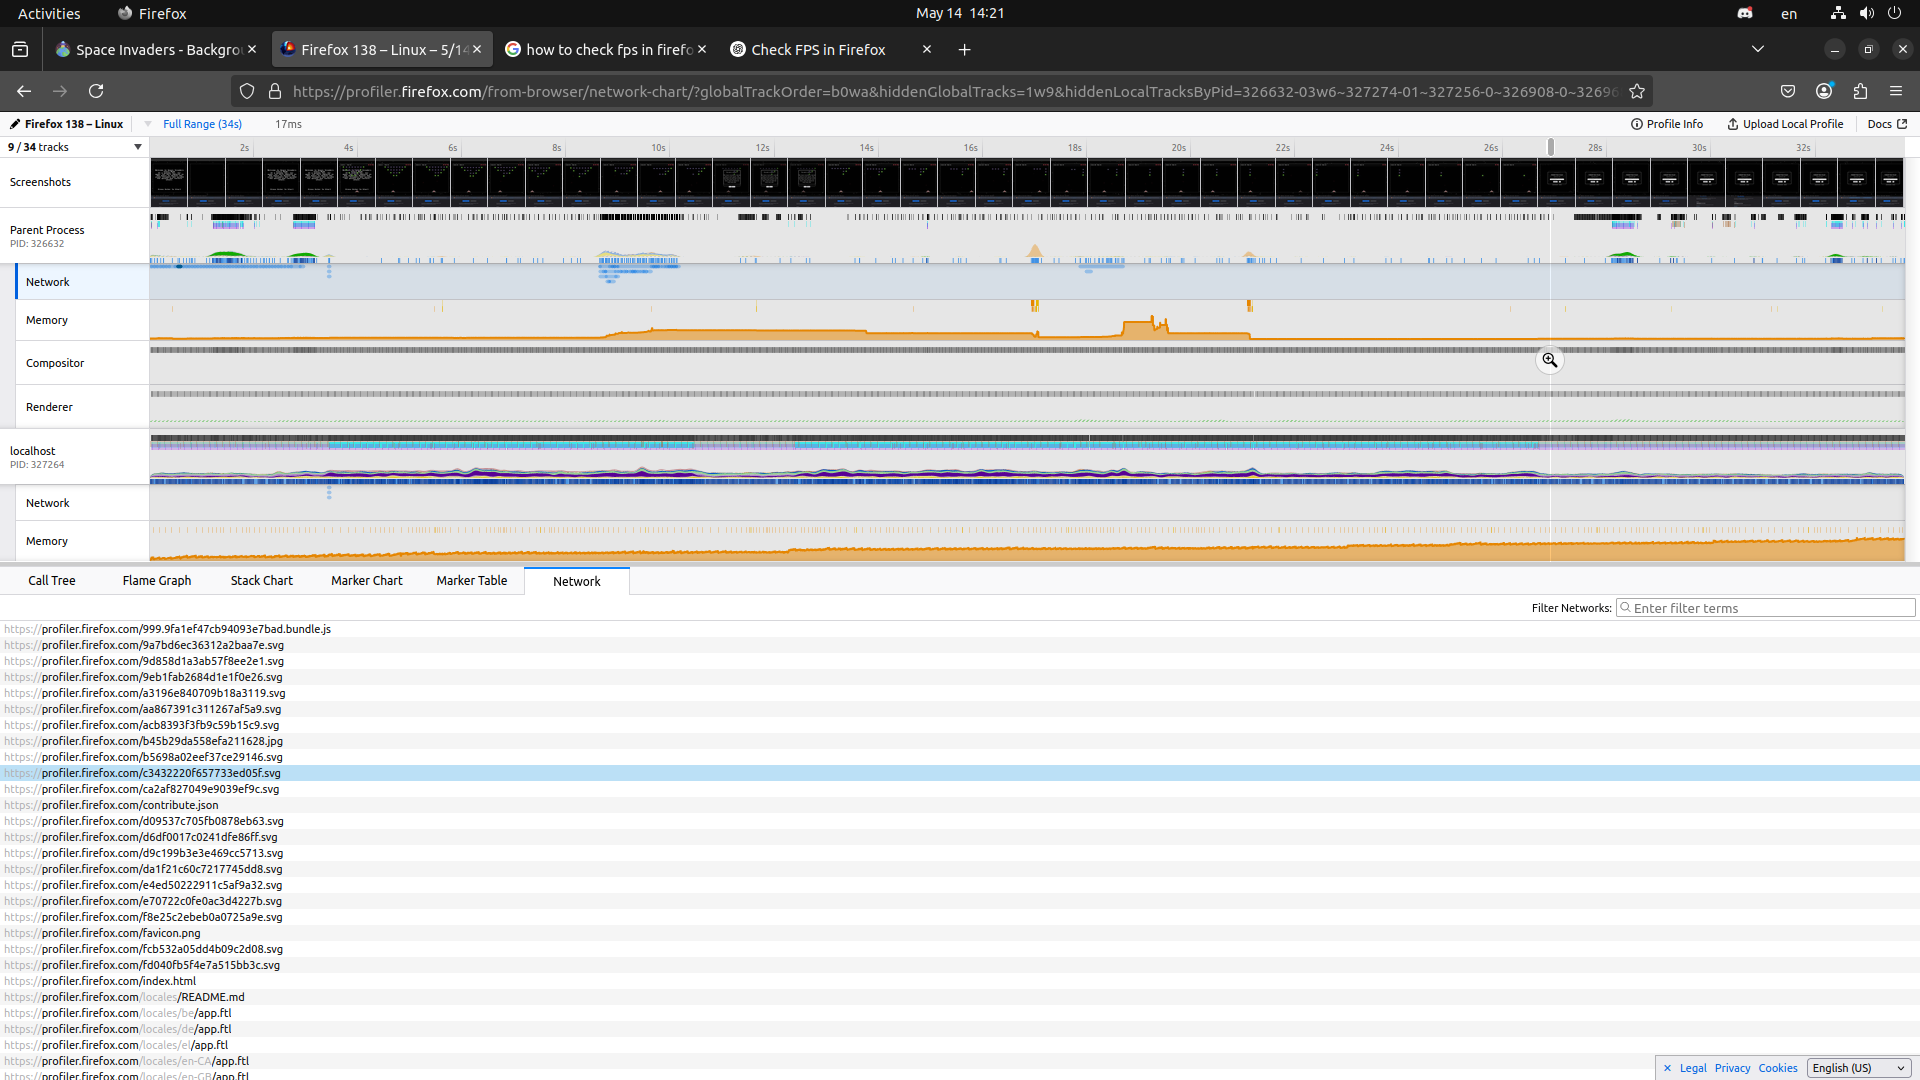 Activities Firefox May 14 14:21 en
Space Invaders - Backgro
Firefox 138 – Linux – 5/14
how to check fps in firefo
Check FPS in Firefox
https://profiler.firefox.com/from-browser/network-chart/?globalTrackOrder=b0wa&hiddenGlobalTracks=1w9&hiddenLocalTracksByPid=326632-03w6~327274-01~327256-0~326908-0~32696
Firefox 138 – Linux Full Range (34s) 17ms Profile Info Upload Local Profile Docs
9 / 34 tracks 2s 4s 6s 8s 10s 12s 14s 16s 18s 20s 22s 24s 26s 28s 30s 32s
Screenshots
Parent Process
PID: 326632
Network
Memory
Compositor
Renderer
localhost
PID: 327264
Network
Memory
Call Tree Flame Graph Stack Chart Marker Chart Marker Table Network
Filter Networks: Enter filter terms
https://profiler.firefox.com/999.9fa1ef47cb94093e7bad.bundle.js
https://profiler.firefox.com/9a7bd6ec36312a2baa7e.svg
https://profiler.firefox.com/9d858d1a3ab57f8ee2e1.svg
https://profiler.firefox.com/9eb1fab2684d1e1f0e26.svg
https://profiler.firefox.com/a3196e840709b18a3119.svg
https://profiler.firefox.com/aa867391c311267af5a9.svg
https://profiler.firefox.com/acb8393f3fb9c59b15c9.svg
https://profiler.firefox.com/b45b29da558efa211628.jpg
https://profiler.firefox.com/b5698a02eef37ce29146.svg
https://profiler.firefox.com/c3432220f657733ed05f.svg
https://profiler.firefox.com/ca2af827049e9039ef9c.svg
https://profiler.firefox.com/contribute.json
https://profiler.firefox.com/d09537c705fb0878eb63.svg
https://profiler.firefox.com/d6df0017c0241dfe86ff.svg
https://profiler.firefox.com/d9c199b3e3e469cc5713.svg
https://profiler.firefox.com/da1f21c60c7217745dd8.svg
https://profiler.firefox.com/e4ed50222911c5af9a32.svg
https://profiler.firefox.com/e70722c0fe0ac3d4227b.svg
https://profiler.firefox.com/f8e25c2ebeb0a0725a9e.svg
https://profiler.firefox.com/favicon.png
https://profiler.firefox.com/fcb532a05dd4b09c2d08.svg
https://profiler.firefox.com/fd040fb5f4e7a515bb3c.svg
https://profiler.firefox.com/index.html
https://profiler.firefox.com/locales/README.md
https://profiler.firefox.com/locales/be/app.ftl
https://profiler.firefox.com/locales/de/app.ftl
https://profiler.firefox.com/locales/el/app.ftl
https://profiler.firefox.com/locales/en-CA/app.ftl
https://profiler.firefox.com/locales/en-GB/app.ftl
Legal Privacy Cookies English (US)